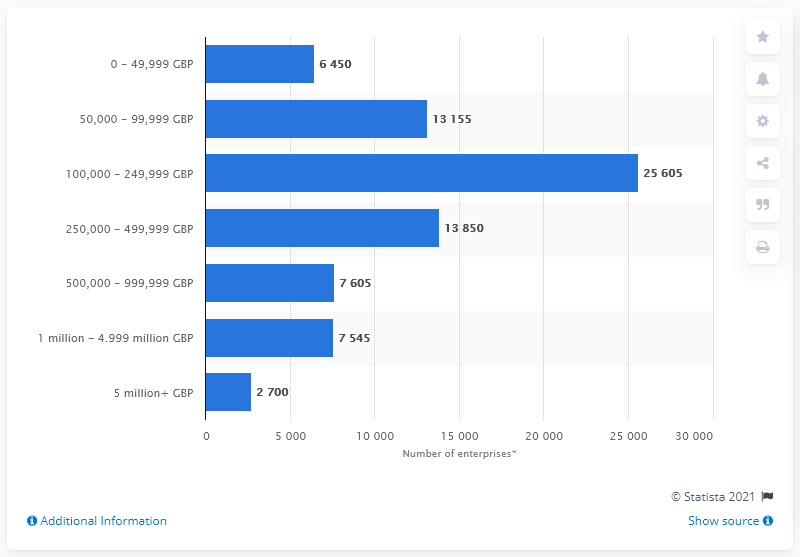 0 – 49,999 GBP 6 450
50,000 – 99,999 GBP 13 155
100,000 – 249,999 GBP 25 605
250,000 – 499,999 GBP 13 850
500,000 – 999,999 GBP 7 605
1 million – 4.999 million GBP 7 545
5 million+ GBP 2 700
0 5 000 10 000 15 000 20 000 25 000 30 000
Number of enterprises*
© Statista 2021
Additional Information Show source